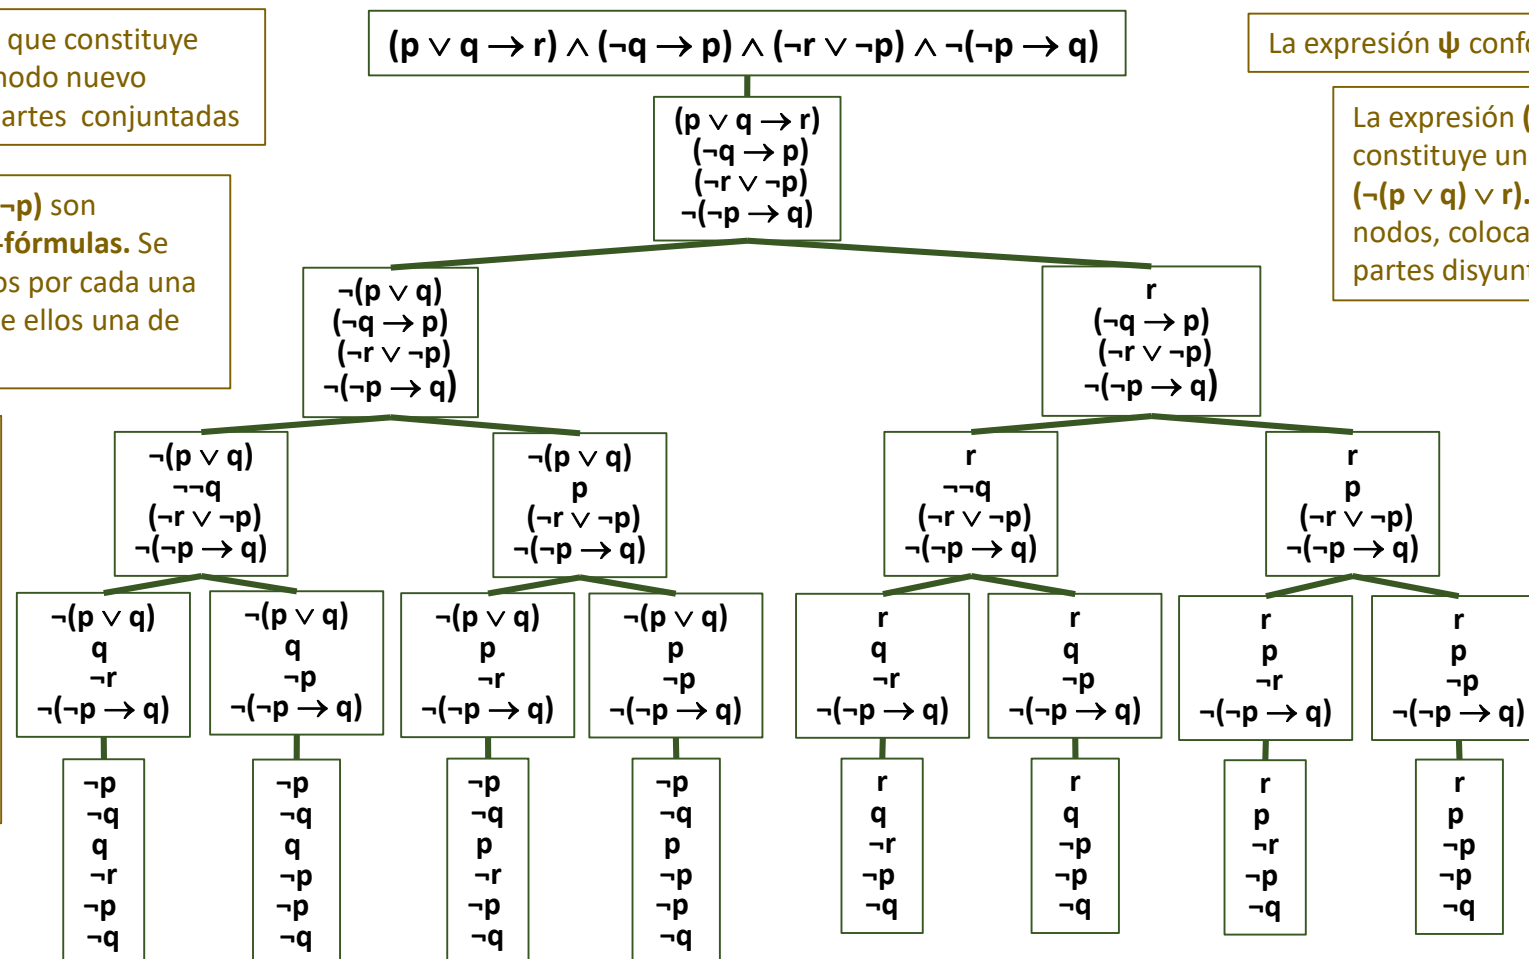 que constituye
nodo nuevo
artes conjuntadas
(p ∨ q → r) ∧ (¬q → p) ∧ (¬r ∨ ¬p) ∧ ¬(¬p → q)
La expresión ψ conf
(p ∨ q → r)
(¬q → p)
(¬r ∨ ¬p)
¬(¬p → q)
La expresión (
constituye un
(¬(p ∨ q) ∨ r).
nodos, coloca
partes disyunt
¬p) son
-fórmulas. Se
os por cada una
e ellos una de
¬(p ∨ q)
(¬q → p)
(¬r ∨ ¬p)
¬(¬p → q)
r
(¬q → p)
(¬r ∨ ¬p)
¬(¬p → q)
¬(p ∨ q)
¬¬q
(¬r ∨ ¬p)
¬(¬p → q)
¬(p ∨ q)
p
(¬r ∨ ¬p)
¬(¬p → q)
r
¬¬q
(¬r ∨ ¬p)
¬(¬p → q)
r
p
(¬r ∨ ¬p)
¬(¬p → q)
¬(p ∨ q)
q
¬r
¬(¬p → q)
¬(p ∨ q)
q
¬p
¬(¬p → q)
¬(p ∨ q)
p
¬r
¬(¬p → q)
¬(p ∨ q)
p
¬p
¬(¬p → q)
r
q
¬r
¬(¬p → q)
r
q
¬p
¬(¬p → q)
r
p
¬r
¬(¬p → q)
r
p
¬p
¬(¬p → q)
¬p
¬q
q
¬r
¬p
¬q
¬p
¬q
q
¬p
¬p
¬q
¬p
¬q
p
¬r
¬p
¬q
¬p
¬q
p
¬p
¬p
¬q
r
q
¬r
¬p
¬q
r
q
¬p
¬p
¬q
r
p
¬r
¬p
¬q
r
p
¬p
¬p
¬q